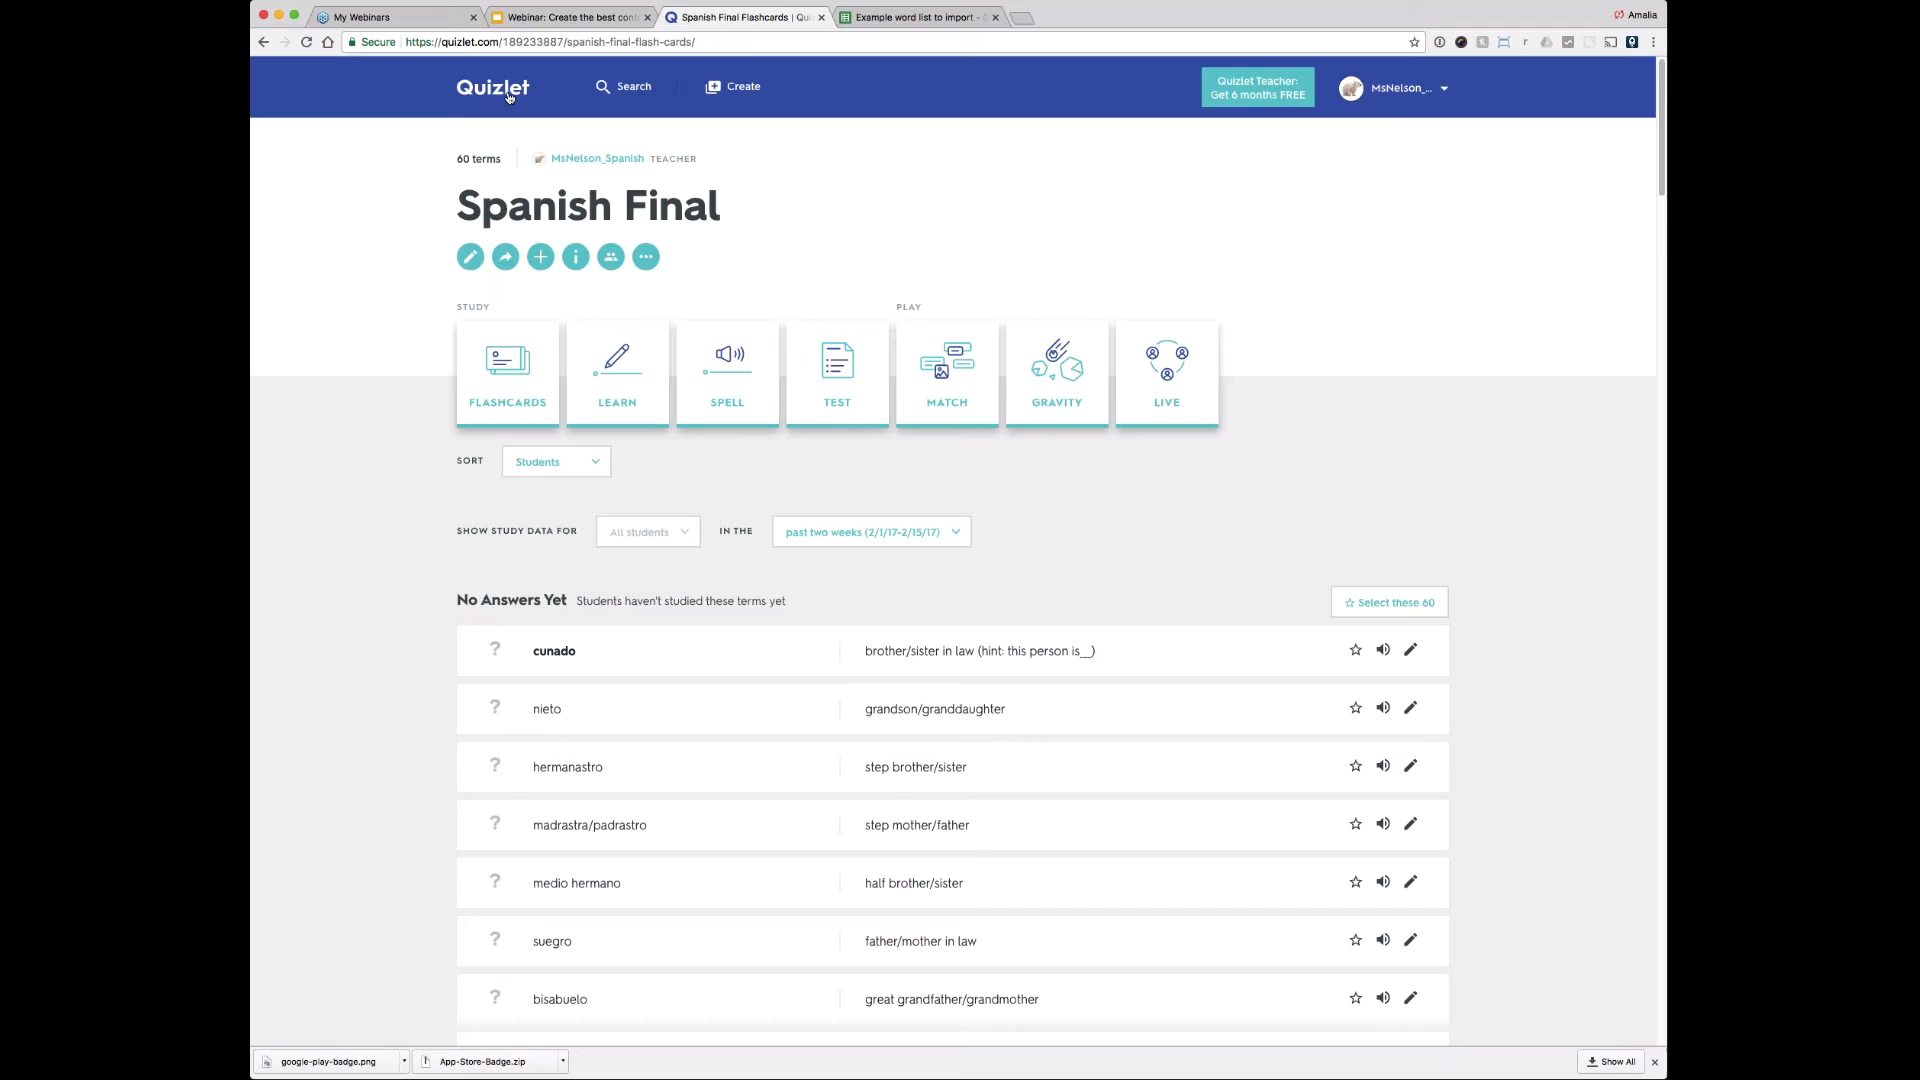 My Webinars
Webinar: Create the best cont
Spanish Final Flashcards | Qui
Example word list to import -
Amalia
Secure https://quizlet.com/189233887/spanish-final-flash-cards/
Quizlet
Search
Create
Quizlet Teacher:
Get 6 months FREE
MsNelson_...
60 terms
MsNelson_Spanish TEACHER
Spanish Final
STUDY
PLAY
FLASHCARDS
LEARN
SPELL
TEST
MATCH
GRAVITY
LIVE
SORT Students
SHOW STUDY DATA FOR All students IN THE past two weeks (2/1/17-2/15/17)
No Answers Yet Students haven't studied these terms yet
Select these 60
? cunado brother/sister in law (hint: this person is__)
? nieto grandson/granddaughter
? hermanastro step brother/sister
? madrastra/padrastro step mother/father
? medio hermano half brother/sister
? suegro father/mother in law
? bisabuelo great grandfather/grandmother
google-play-badge.png
App-Store-Badge.zip
Show All